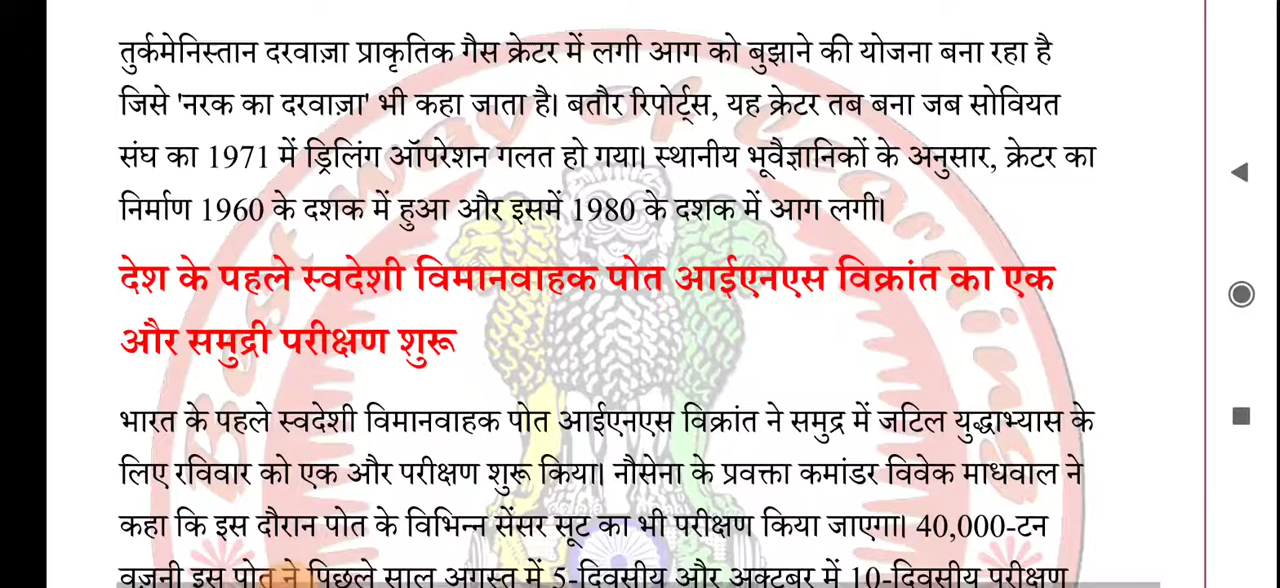 तुर्कमेनिस्तान दरवाज़ा प्राकृतिक गैस क्रेटर में लगी आग को बुझाने की योजना बना रहा है
जिसे 'नरक का दरवाज़ा' भी कहा जाता है। बतौर रिपोर्ट्स, यह क्रेटर तब बना जब सोवियत
संघ का 1971 में ड्रिलिंग ऑपरेशन गलत हो गया। स्थानीय भूवैज्ञानिकों के अनुसार, क्रेटर का
निर्माण 1960 के दशक में हुआ और इसमें 1980 के दशक में आग लगी।
देश के पहले स्वदेशी विमानवाहक पोत आईएनएस विक्रांत का एक
और समुद्री परीक्षण शुरू
भारत के पहले स्वदेशी विमानवाहक पोत आईएनएस विक्रांत ने समुद्र में जटिल युद्धाभ्यास के
लिए रविवार को एक और परीक्षण शुरू किया। नौसेना के प्रवक्ता कमांडर विवेक माधवाल ने
कहा कि इस दौरान पोत के विभिन्न सेंसर सूट का भी परीक्षण किया जाएगा। 40,000-टन
वज़नी इस पोत ने पिछले साल अगस्त में 5-दिवसीय और अक्टूबर में 10-दिवसीय परीक्षण
Best Way Of Learning